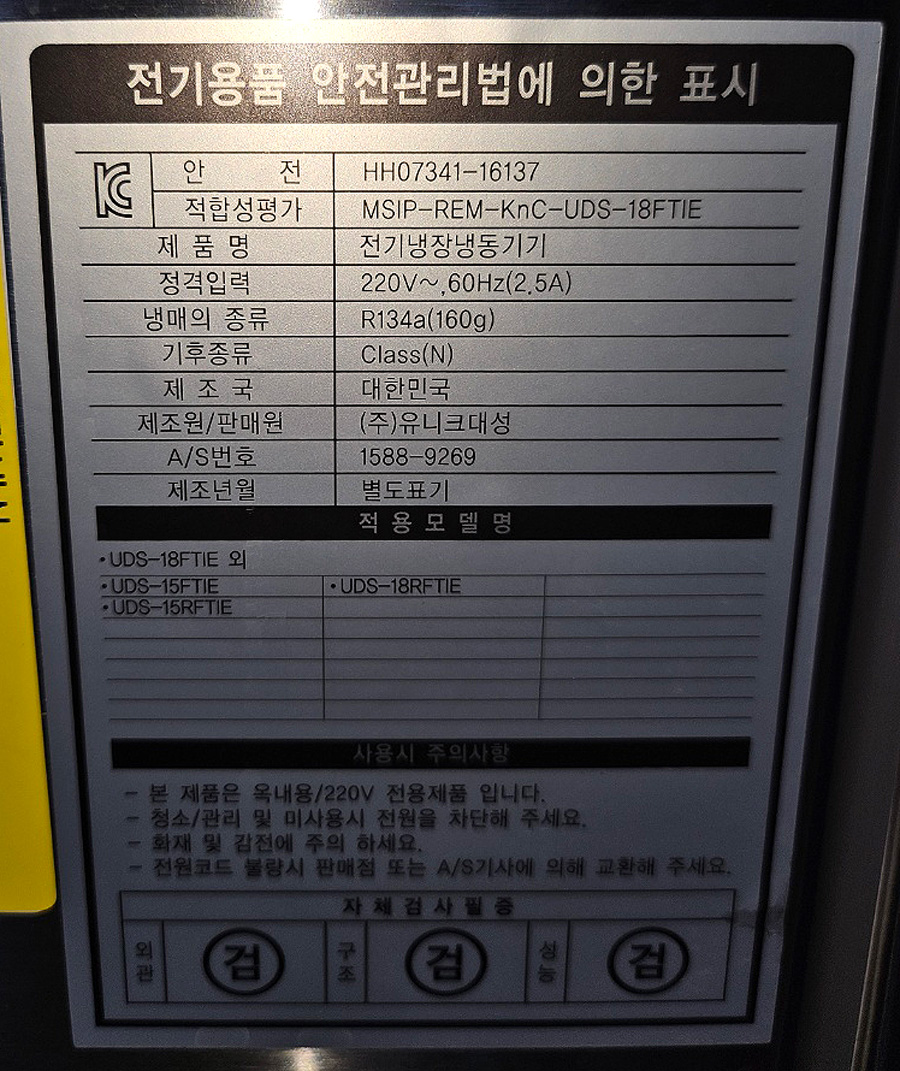 전기용품 안전관리법에 의한 표시
안 전 HH07341-16137
적합성평가 MSIP-REM-KnC-UDS-18FTIE
제 품 명 전기냉장냉동기기
정격입력 220V~,60Hz(2.5A)
냉매의 종류 R134a(160g)
기후종류 Class(N)
제 조 국 대한민국
제조원/판매원 (주)유니크대성
A/S번호 1588-9269
제조년월 별도표기
적 용 모 델 명
•UDS-18FTIE 외
•UDS-15FTIE •UDS-18RFTIE
•UDS-15RFTIE
사용시 주의사항
- 본 제품은 옥내용/220V 전용제품 입니다.
- 청소/관리 및 미사용시 전원을 차단해 주세요.
- 화재 및 감전에 주의 하세요.
- 전원코드 불량시 판매점 또는 A/S기사에 의해 교환해 주세요.
자 체 검 사 필 증
외관 검 구조 검 성능 검